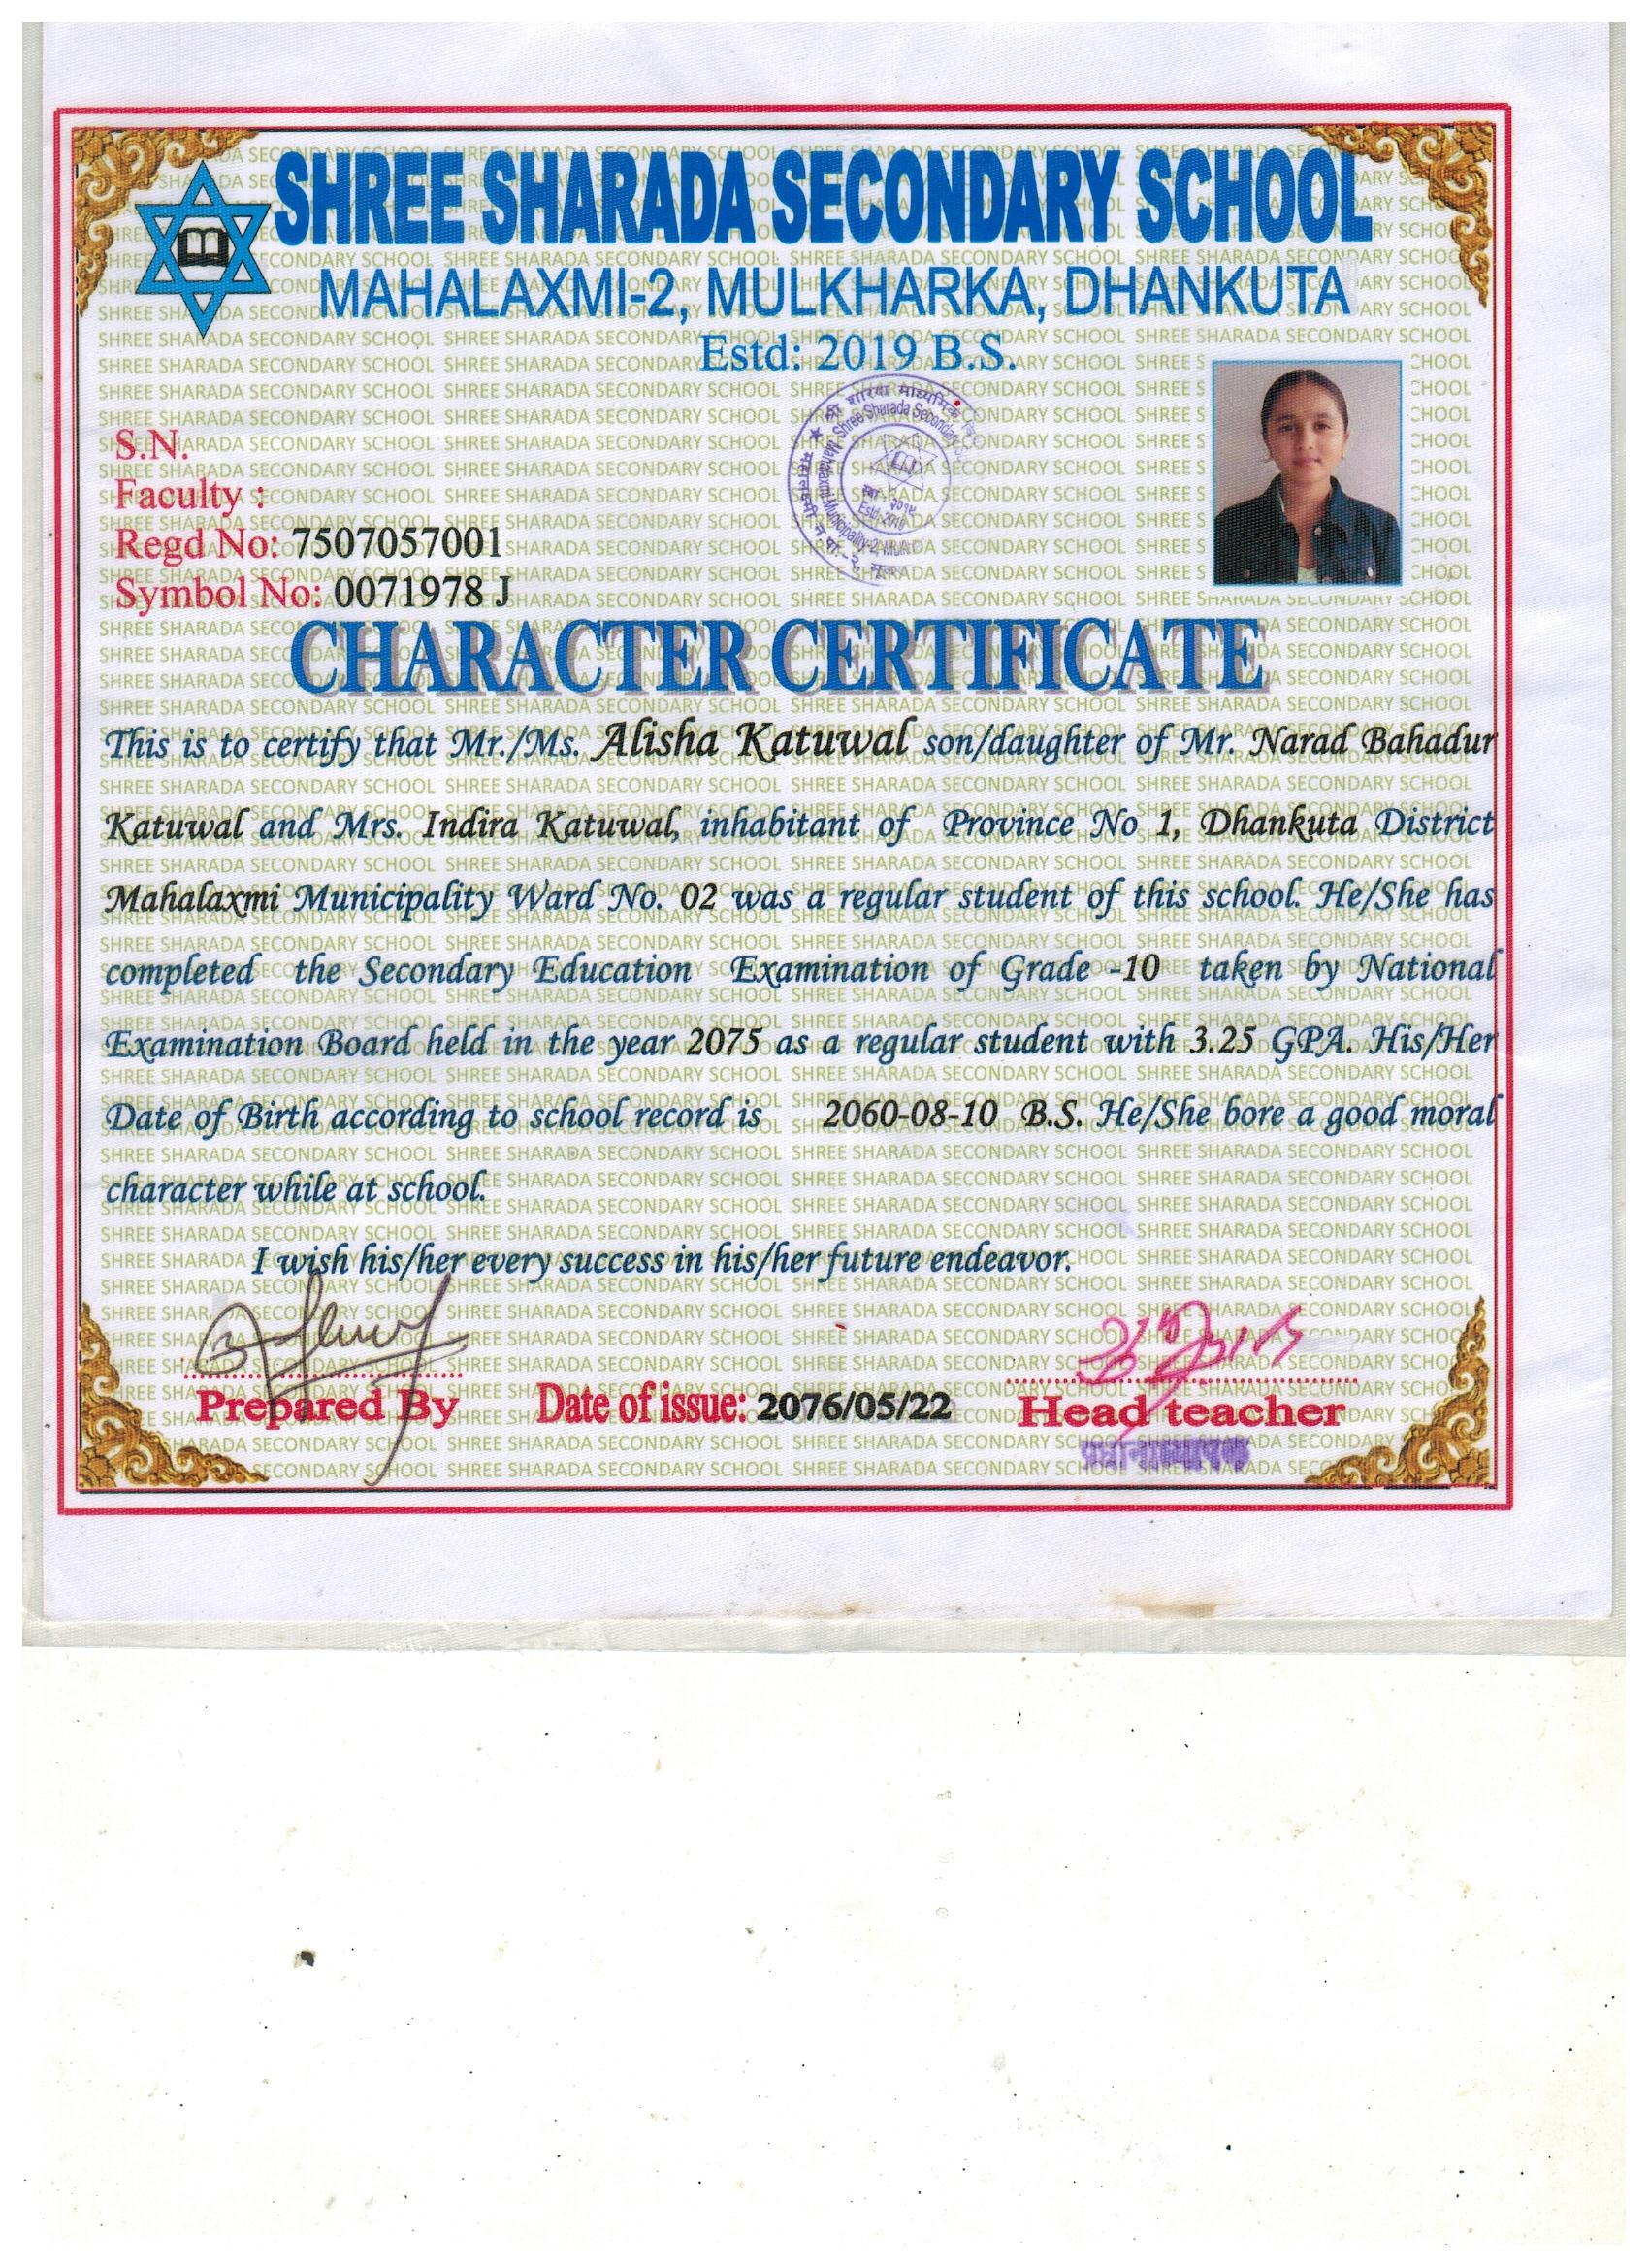 SHREE SHARADA SECONDARY SCHOOL
MAHALAXMI-2, MULKHARKA, DHANKUTA
Estd: 2019 B.S.
S.N.
Faculty :
Regd No: 7507057001
Symbol No: 0071978 J
CHARACTER CERTIFICATE
This is to certify that Mr./Ms. Alisha Katuwal son/daughter of Mr. Narad Bahadur
Katuwal and Mrs. Indira Katuwal, inhabitant of Province No 1, Dhankuta District
Mahalaxmi Municipality Ward No. 02 was a regular student of this school. He/She has
completed the Secondary Education Examination of Grade -10 taken by National
Examination Board held in the year 2075 as a regular student with 3.25 GPA. His/Her
Date of Birth according to school record is 2060-08-10 B.S. He/She bore a good moral
character while at school.
I wish his/her every success in his/her future endeavor.
Prepared By Date of issue: 2076/05/22 Head teacher